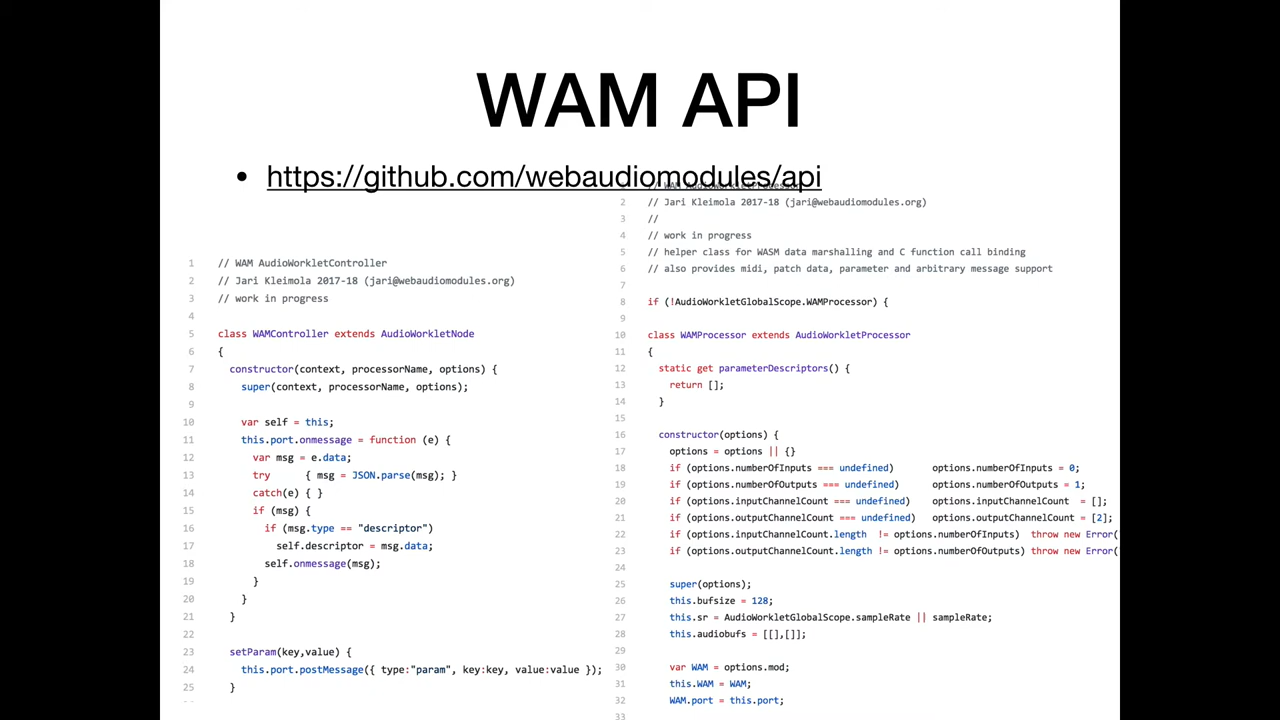 WAM API
• https://github.com/webaudiomodules/api
1 // WAM AudioWorkletController
2 // Jari Kleimola 2017-18 (jari@webaudiomodules.org)
3 // work in progress
4
5 class WAMController extends AudioWorkletNode
6 {
7 constructor(context, processorName, options) {
8 super(context, processorName, options);
9
10 var self = this;
11 this.port.onmessage = function (e) {
12 var msg = e.data;
13 try { msg = JSON.parse(msg); }
14 catch(e) { }
15 if (msg) {
16 if (msg.type == "descriptor")
17 self.descriptor = msg.data;
18 self.onmessage(msg);
19 }
20 }
21 }
22
23 setParam(key,value) {
24 this.port.postMessage({ type:"param", key:key, value:value });
25 }
// WAM AudioWorkletProcessor
2 // Jari Kleimola 2017-18 (jari@webaudiomodules.org)
3 //
4 // work in progress
5 // helper class for WASM data marshalling and C function call binding
6 // also provides midi, patch data, parameter and arbitrary message support
7
8 if (!AudioWorkletGlobalScope.WAMProcessor) {
9
10 class WAMProcessor extends AudioWorkletProcessor
11 {
12 static get parameterDescriptors() {
13 return [];
14 }
15
16 constructor(options) {
17 options = options || {}
18 if (options.numberOfInputs === undefined) options.numberOfInputs = 0;
19 if (options.numberOfOutputs === undefined) options.numberOfOutputs = 1;
20 if (options.inputChannelCount === undefined) options.inputChannelCount = [];
21 if (options.outputChannelCount === undefined) options.outputChannelCount = [2];
22 if (options.inputChannelCount.length != options.numberOfInputs) throw new Error(
23 if (options.outputChannelCount.length != options.numberOfOutputs) throw new Error(
24
25 super(options);
26 this.bufsize = 128;
27 this.sr = AudioWorkletGlobalScope.sampleRate || sampleRate;
28 this.audiobufs = [[],[]];
29
30 var WAM = options.mod;
31 this.WAM = WAM;
32 WAM.port = this.port;
33